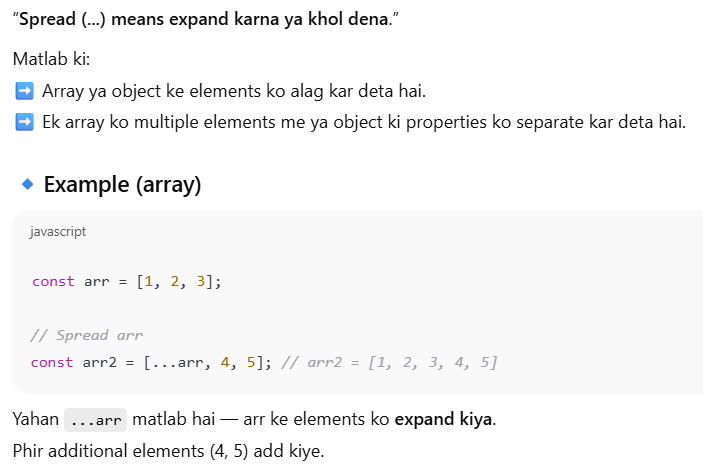 “Spread (...) means expand karna ya khol dena.”
Matlab ki:
➡️ Array ya object ke elements ko alag kar deta hai.
➡️ Ek array ko multiple elements me ya object ki properties ko separate kar deta hai.
🔹 Example (array)
javascript
const arr = [1, 2, 3];
// Spread arr
const arr2 = [...arr, 4, 5]; // arr2 = [1, 2, 3, 4, 5]
Yahan ...arr matlab hai — arr ke elements ko expand kiya.
Phir additional elements (4, 5) add kiye.